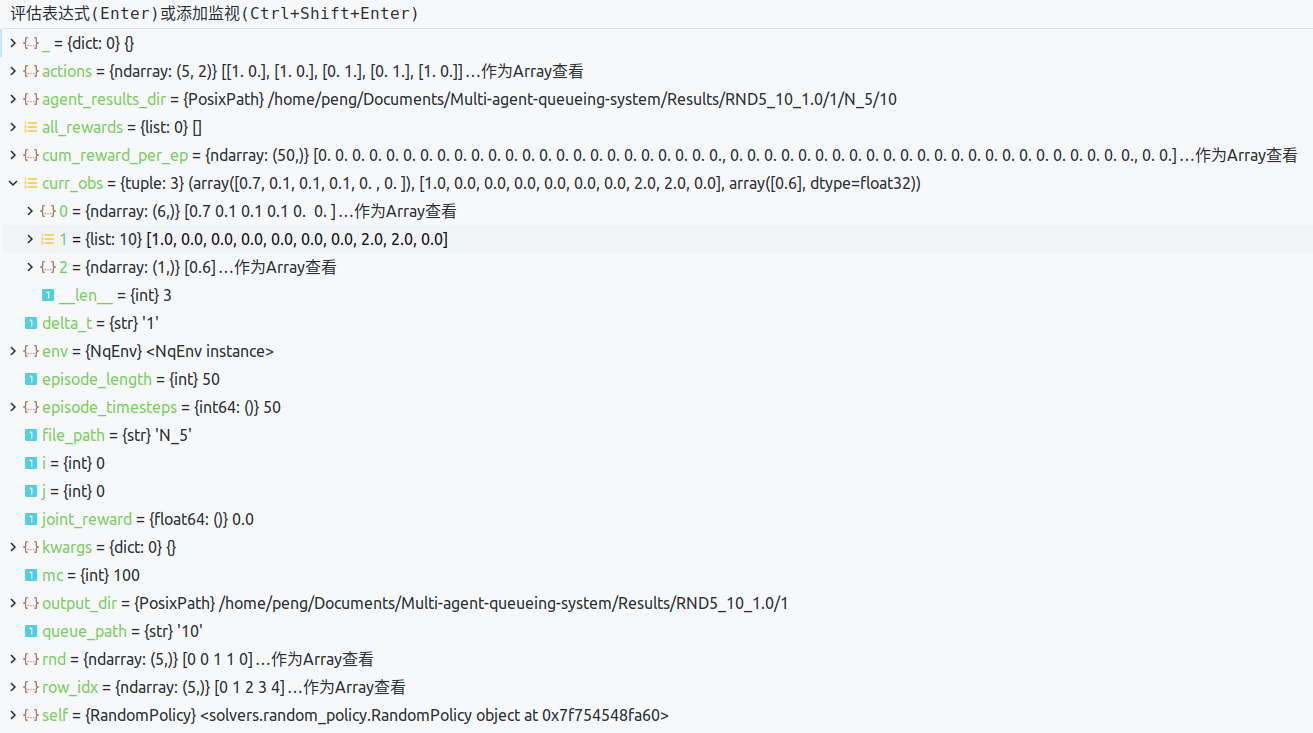 评估表达式(Enter)或添加监视(Ctrl+Shift+Enter)
_ = {dict: 0} {}
actions = {ndarray: (5, 2)} [[1. 0.], [1. 0.], [0. 1.], [0. 1.], [1. 0.]]...作为Array查看
agent_results_dir = {PosixPath} /home/peng/Documents/Multi-agent-queueing-system/Results/RND5_10_1.0/1/N_5/10
all_rewards = {list: 0} []
cum_reward_per_ep = {ndarray: (50,)} [0. 0. 0. 0. 0. 0. 0. 0. 0. 0. 0. 0. 0. 0. 0. 0. 0. 0. 0. 0. 0. 0. 0. 0., 0. 0. 0. 0. 0. 0. 0. 0. 0. 0. 0. 0. 0. 0. 0. 0. 0. 0. 0. 0. 0. 0. 0. 0., 0. 0.]...作为Array查看
curr_obs = {tuple: 3} (array([0.7, 0.1, 0.1, 0.1, 0. , 0. ]), [1.0, 0.0, 0.0, 0.0, 0.0, 0.0, 0.0, 2.0, 2.0, 0.0], array([0.6], dtype=float32))
0 = {ndarray: (6,)} [0.7 0.1 0.1 0.1 0.  0. ]...作为Array查看
1 = {list: 10} [1.0, 0.0, 0.0, 0.0, 0.0, 0.0, 0.0, 2.0, 2.0, 0.0]
2 = {ndarray: (1,)} [0.6]...作为Array查看
__len__ = {int} 3
delta_t = {str} '1'
env = {NqEnv} <NqEnv instance>
episode_length = {int} 50
episode_timesteps = {int64: ()} 50
file_path = {str} 'N_5'
i = {int} 0
j = {int} 0
joint_reward = {float64: ()} 0.0
kwargs = {dict: 0} {}
mc = {int} 100
output_dir = {PosixPath} /home/peng/Documents/Multi-agent-queueing-system/Results/RND5_10_1.0/1
queue_path = {str} '10'
rnd = {ndarray: (5,)} [0 0 1 1 0]...作为Array查看
row_idx = {ndarray: (5,)} [0 1 2 3 4]...作为Array查看
self = {RandomPolicy} <solvers.random_policy.RandomPolicy object at 0x7f754548fa60>